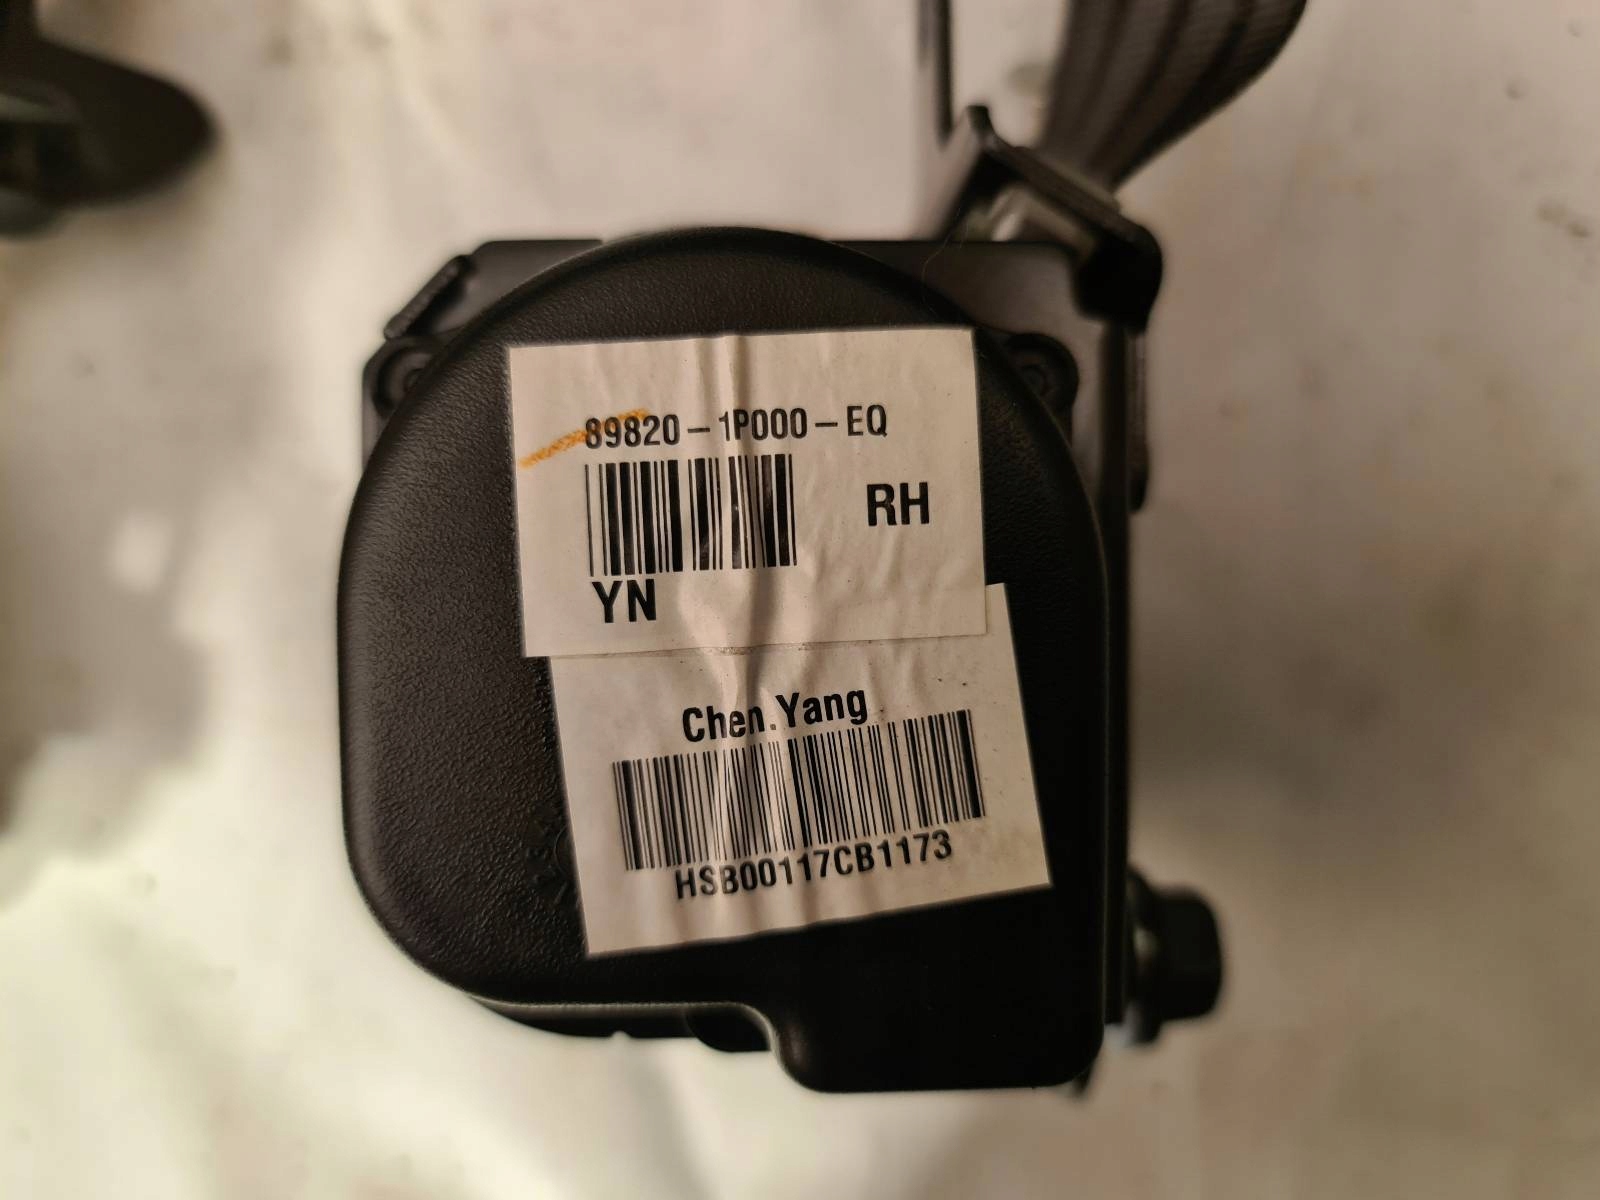 89820-1P000-EQ
RH
YN
Chen.Yang
HSB00117CB1173